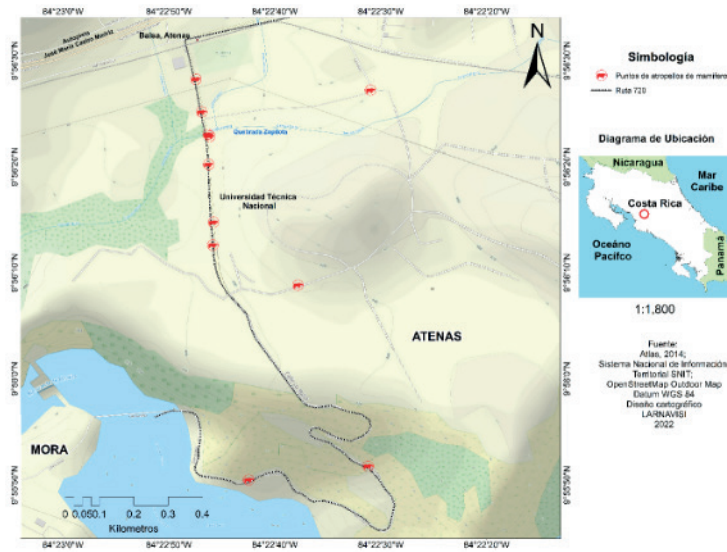 84°23'0"W 84°22'50"W 84°22'40"W 84°22'30"W 84°22'20"W
Autopista
José María Castro Madriz
Balsa, Atenas
Quebrada Zopilota
Universidad Técnica
Nacional
ATENAS
MORA
0 0.050.1 0.2 0.3 0.4
Kilometros
84°23'0"W 84°22'50"W 84°22'40"W 84°22'30"W 84°22'20"W
Simbología
Puntos de atropellos de mamífero
Ruta 720
Diagrama de Ubicación
Nicaragua
Mar
Caribe
Costa Rica
Océano
Pacífco
Panamá
1:1,800
Fuente:
Atlas, 2014;
Sistema Nacional de Información
Territorial SNIT;
OpenStreetMap Outdoor Map
Datum WGS 84
Diseño cartográfico
LARNAVISI
2022